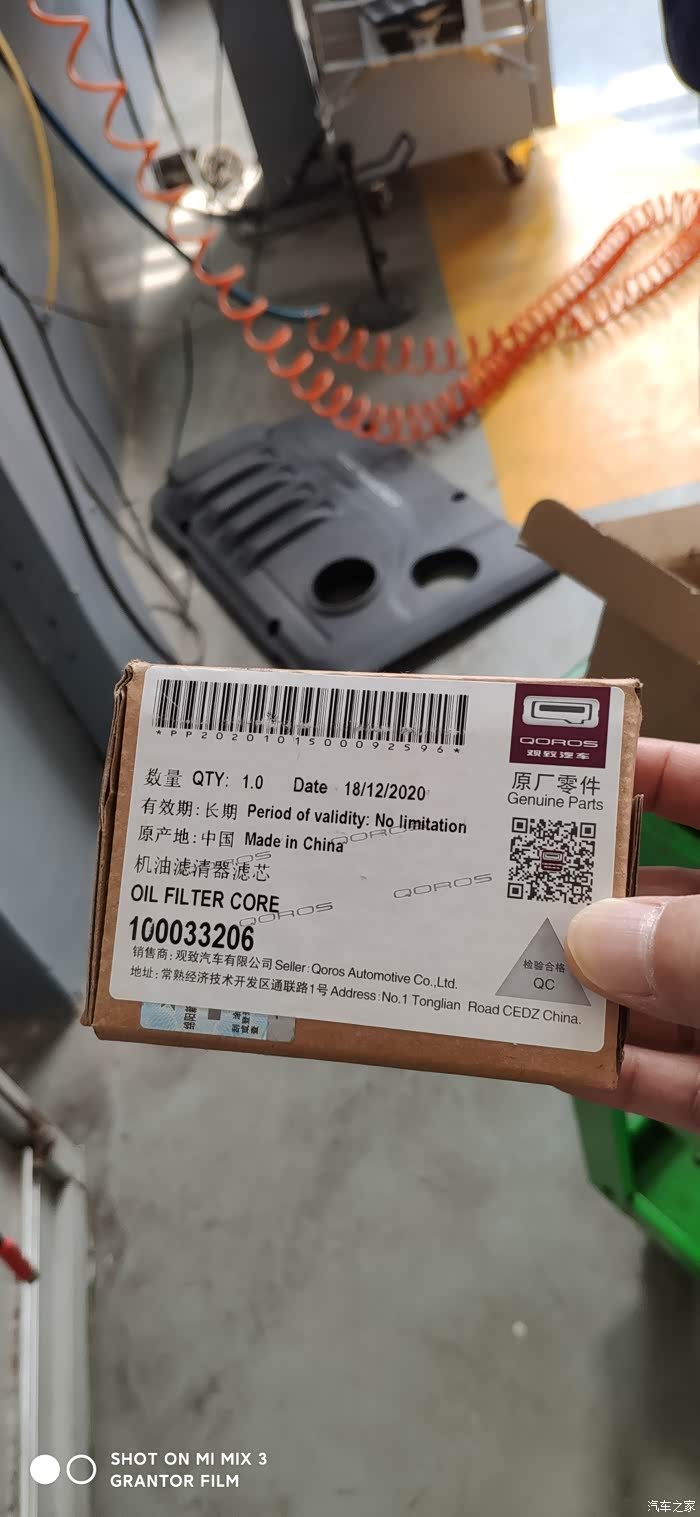 *PP2020101500092596*
QOROS
观致汽车
原厂零件
Genuine Parts
数量 QTY: 1.0 Date 18/12/2020
有效期: 长期 Period of validity: No limitation
原产地: 中国 Made in China
机油滤清器滤芯
OIL FILTER CORE
100033206
QOROS
QOROS
QOROS
检验合格
QC
销售商: 观致汽车有限公司 Seller: Qoros Automotive Co.,Ltd.
地址: 常熟经济技术开发区通联路1号 Address: No.1 Tonglian Road CEDZ China.
SHOT ON MI MIX 3
GRANTOR FILM
汽车之家